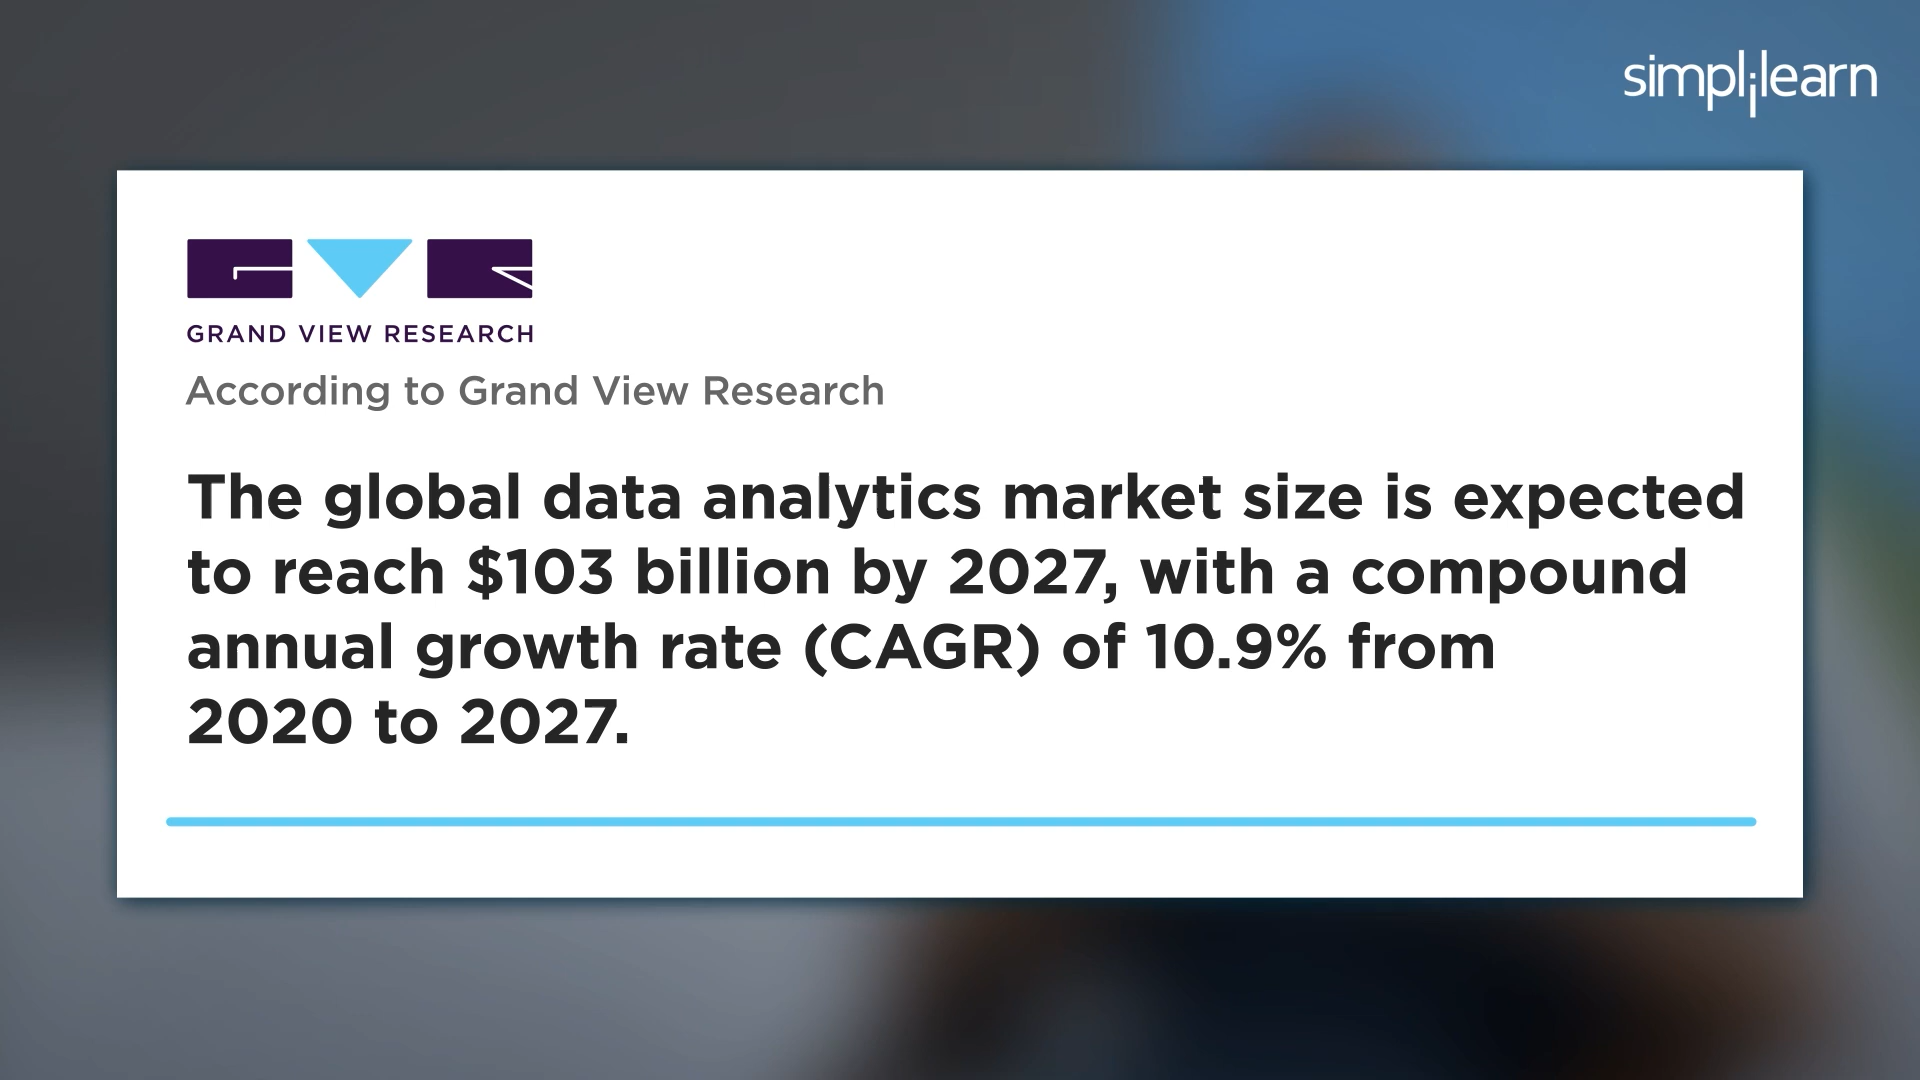 simplilearn
GVR
GRAND VIEW RESEARCH
According to Grand View Research
The global data analytics market size is expected
to reach $103 billion by 2027, with a compound
annual growth rate (CAGR) of 10.9% from
2020 to 2027.